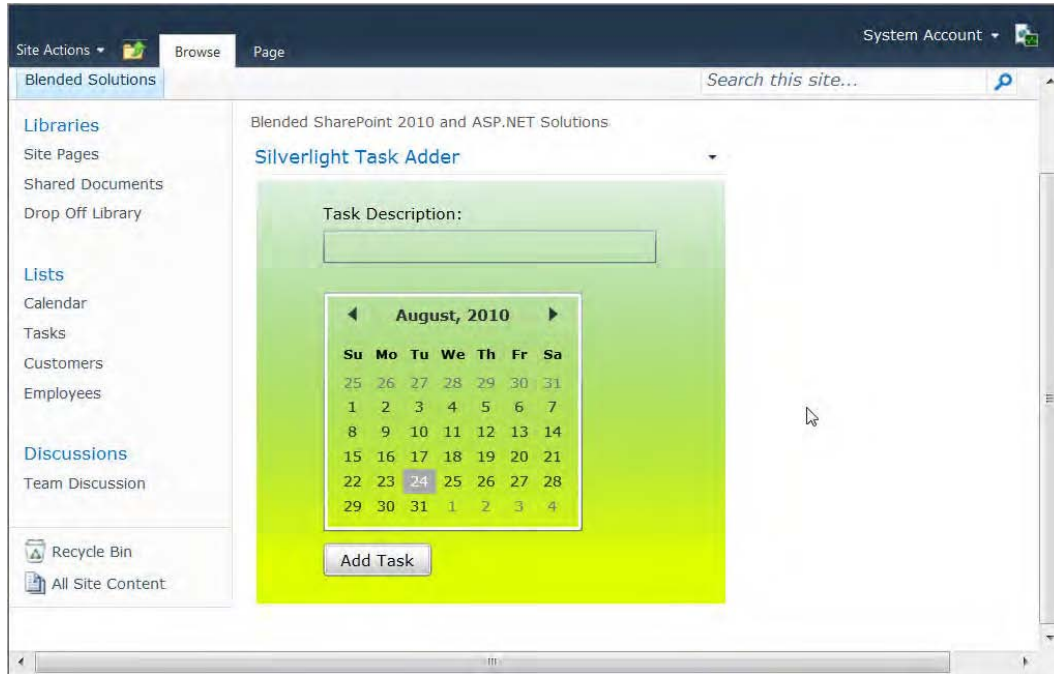 System Account
Site Actions
Browse
Page
Blended Solutions
Search this site...
Libraries
Site Pages
Shared Documents
Drop Off Library
Lists
Calendar
Tasks
Customers
Employees
Discussions
Team Discussion
Recycle Bin
All Site Content
Blended SharePoint 2010 and ASP.NET Solutions
Silverlight Task Adder
Task Description:
August, 2010
Su Mo Tu We Th Fr Sa
25 26 27 28 29 30 31
1 2 3 4 5 6 7
8 9 10 11 12 13 14
15 16 17 18 19 20 21
22 23 24 25 26 27 28
29 30 31 1 2 3 4
Add Task